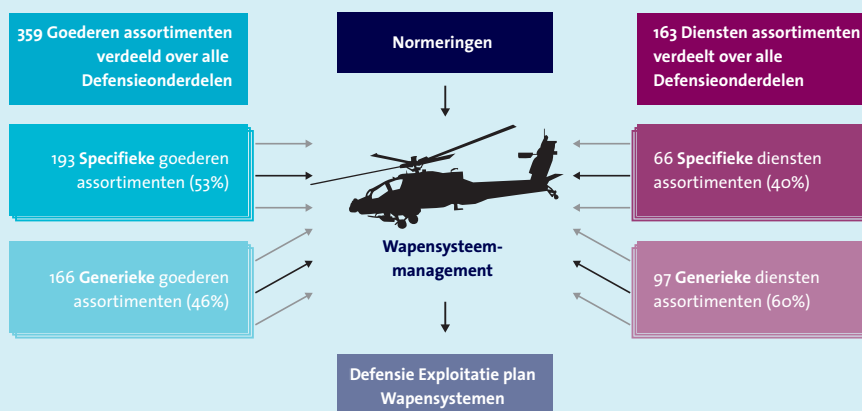 359 Goederen assortimenten
verdeeld over alle
Defensieonderdelen
Normeringen
163 Diensten assortimenten
verdeelt over alle
Defensieonderdelen
193 Specifieke goederen
assortimenten (53%)
66 Specifieke diensten
assortimenten (40%)
Wapensysteem-
management
166 Generieke goederen
assortimenten (46%)
97 Generieke diensten
assortimenten (60%)
Defensie Exploitatie plan
Wapensystemen